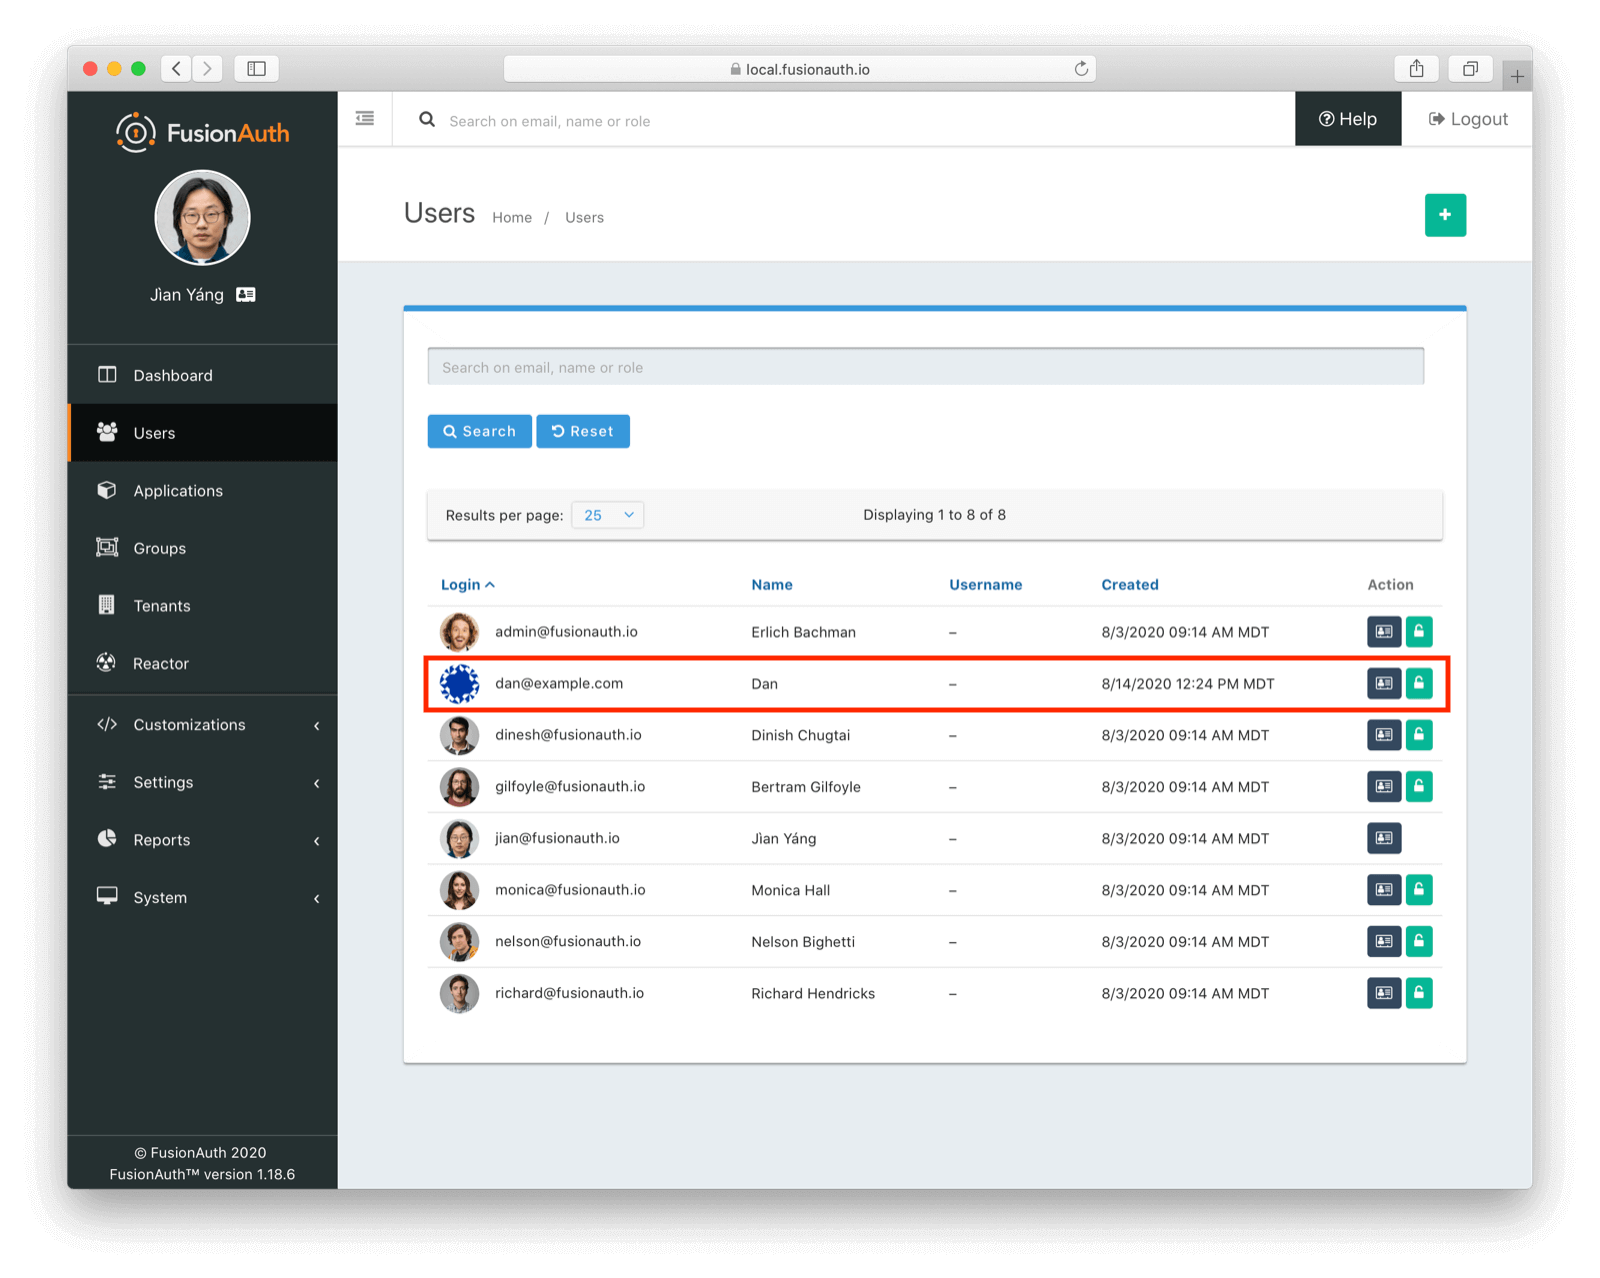 local.fusionauth.io
FusionAuth
Search on email, name or role
Help
Logout
Jìan Yáng
Users Home / Users
Dashboard
Users
Applications
Groups
Tenants
Reactor
Customizations
Settings
Reports
System
Search on email, name or role
Search Reset
Results per page: 25 Displaying 1 to 8 of 8
Login Name Username Created Action
admin@fusionauth.io Erlich Bachman – 8/3/2020 09:14 AM MDT
dan@example.com Dan – 8/14/2020 12:24 PM MDT
dinesh@fusionauth.io Dinish Chugtai – 8/3/2020 09:14 AM MDT
gilfoyle@fusionauth.io Bertram Gilfoyle – 8/3/2020 09:14 AM MDT
jian@fusionauth.io Jìan Yáng – 8/3/2020 09:14 AM MDT
monica@fusionauth.io Monica Hall – 8/3/2020 09:14 AM MDT
nelson@fusionauth.io Nelson Bighetti – 8/3/2020 09:14 AM MDT
richard@fusionauth.io Richard Hendricks – 8/3/2020 09:14 AM MDT
© FusionAuth 2020
FusionAuth™ version 1.18.6